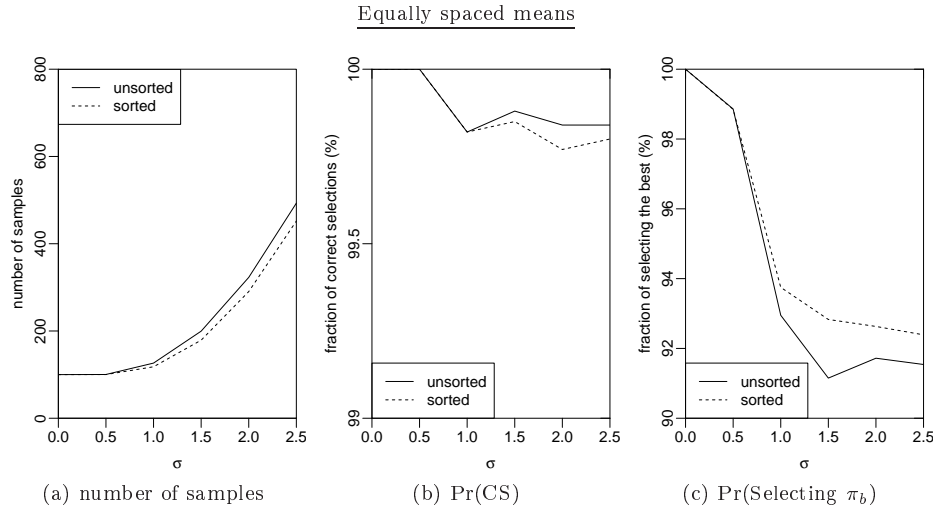 Equally spaced means
number of samples
0 200 400 600 800
unsorted
sorted
0.0 0.5 1.0 1.5 2.0 2.5
σ
(a) number of samples
fraction of correct selections (%)
99 99.5 100
unsorted
sorted
0.0 0.5 1.0 1.5 2.0 2.5
σ
(b) Pr(CS)
fraction of selecting the best (%)
90 92 94 96 98 100
unsorted
sorted
0.0 0.5 1.0 1.5 2.0 2.5
σ
(c) Pr(Selecting π_b)